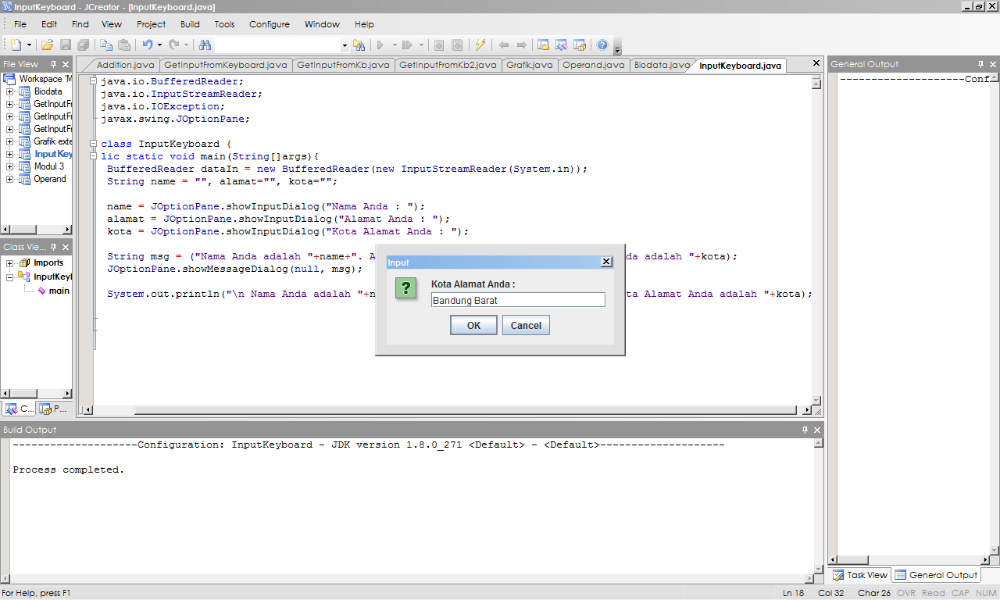 InputKeyboard - JCreator - [InputKeyboard.java]
File Edit Find View Project Build Tools Configure Window Help
File View
Workspace 'M
Biodata
GetInputFr
GetInputFr
GetInputFr
Grafik exte
InputKey
Modul 3
Operand
Class Vie...
Imports
InputKeyl
main
C... P...
Addition.java GetInputFromKeyboard.java GetInputFromKb.java GetInputFromKb2.java Grafik.java Operand.java Biodata.java InputKeyboard.java
java.io.BufferedReader;
java.io.InputStreamReader;
java.io.IOException;
javax.swing.JOptionPane;
class InputKeyboard {
lic static void main(String[]args){
BufferedReader dataIn = new BufferedReader(new InputStreamReader(System.in));
String name = "", alamat="", kota="";
name = JOptionPane.showInputDialog("Nama Anda : ");
alamat = JOptionPane.showInputDialog("Alamat Anda : ");
kota = JOptionPane.showInputDialog("Kota Alamat Anda : ");
String msg = ("Nama Anda adalah "+name+". A da adalah "+kota);
JOptionPane.showMessageDialog(null, msg);
System.out.println("\n Nama Anda adalah "+n ta Alamat Anda adalah "+kota);
Input
Kota Alamat Anda :
Bandung Barat
OK Cancel
General Output
--------------------Conf
Task View General Output
Build Output
--------------------Configuration: InputKeyboard - JDK version 1.8.0_271 <Default> - <Default>--------------------
Process completed.
For Help, press F1
Ln 18 Col 32 Char 26 OVR Read CAP NUM